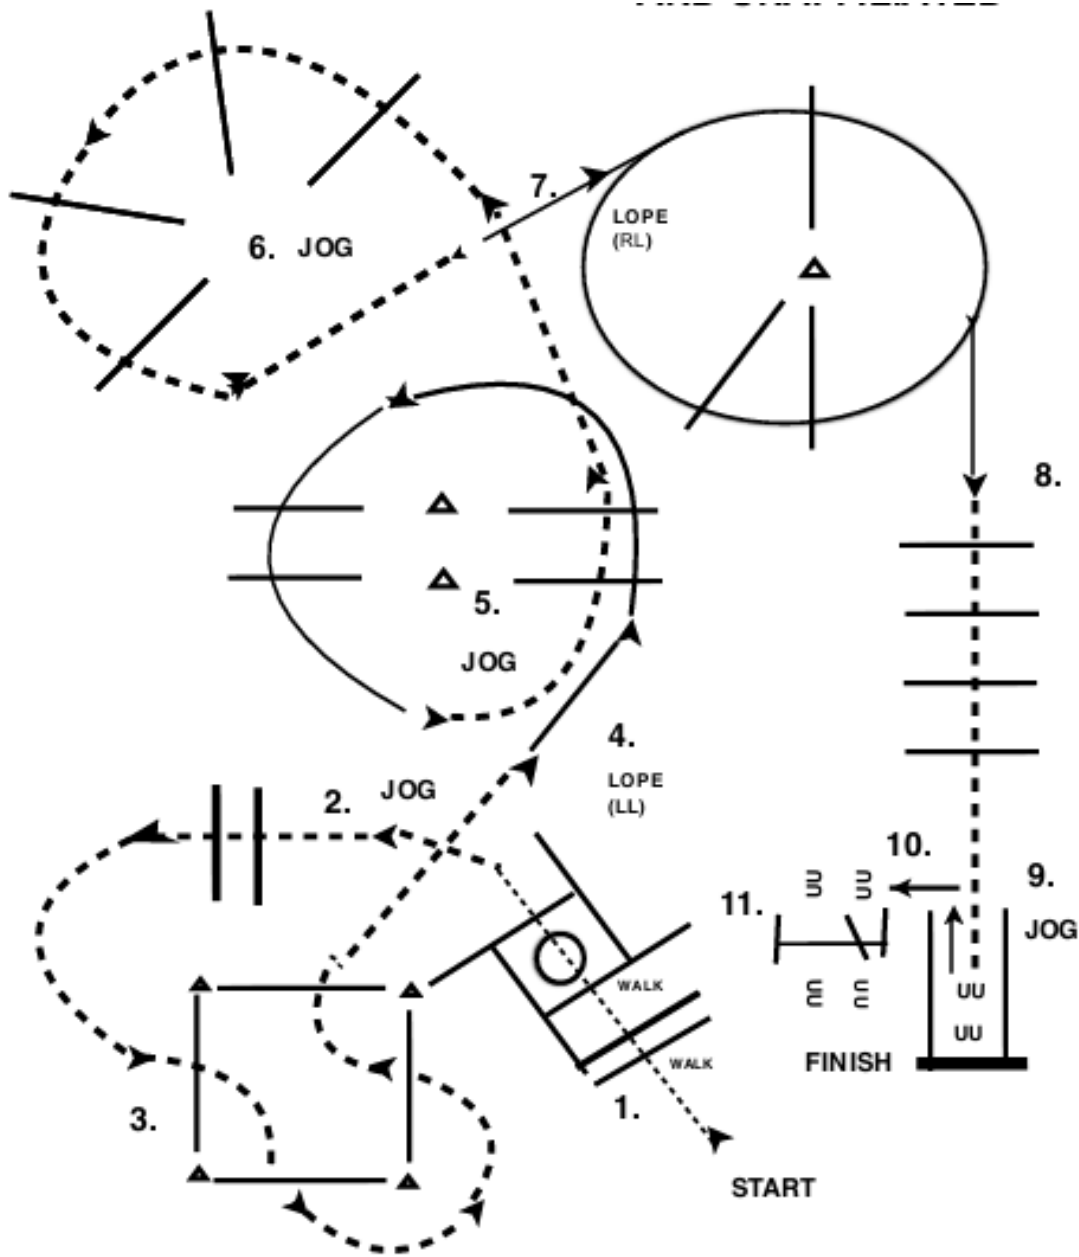 7.
LOPE
(RL)
6. JOG
8.
5.
JOG
4.
LOPE
(LL)
JOG
2.
10.
9.
11.
JOG
WALK
UU
UU
WALK
FINISH
3.
1.
START